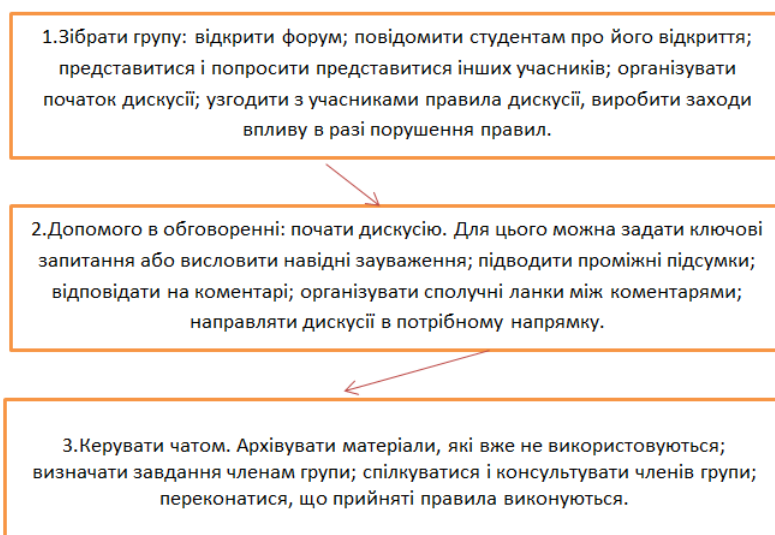 1.Зібрати групу: відкрити форум; повідомити студентам про його відкриття;
представитися і попросити представитися інших учасників; організувати
початок дискусії; узгодити з учасниками правила дискусії, виробити заходи
впливу в разі порушення правил.
2.Допомого в обговоренні: почати дискусію. Для цього можна задати ключові
запитання або висловити навідні зауваження; підводити проміжні підсумки;
відповідати на коментарі; організувати сполучні ланки між коментарями;
направляти дискусії в потрібному напрямку.
3.Керувати чатом. Архівувати матеріали, які вже не використовуються;
визначати завдання членам групи; спілкуватися і консультувати членів групи;
переконатися, що прийняті правила виконуються.